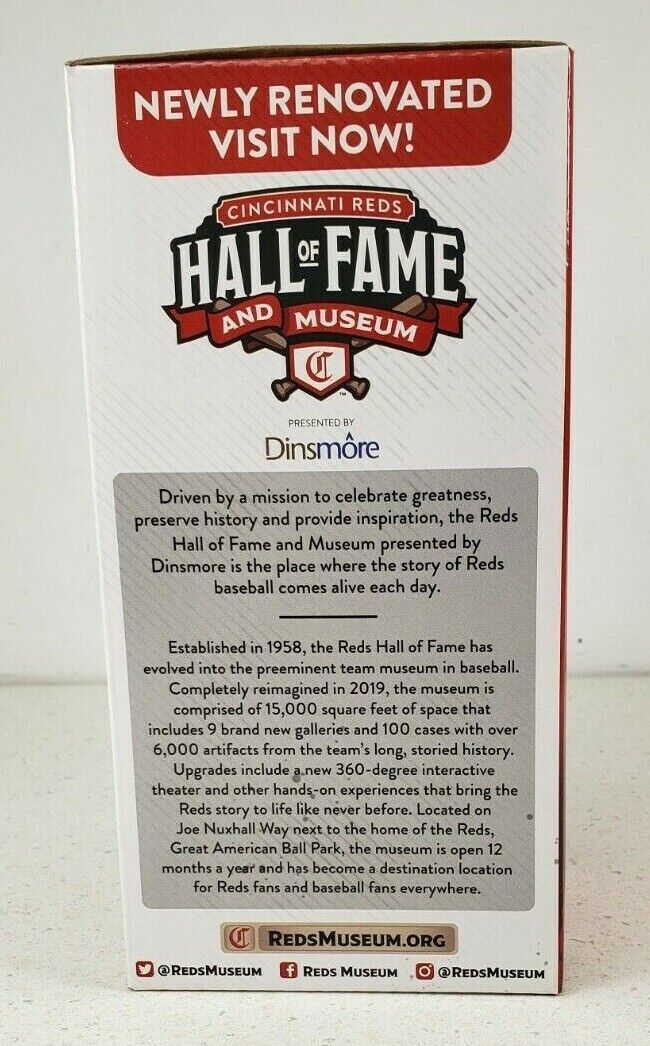 NEWLY RENOVATED
VISIT NOW!
CINCINNATI REDS
HALL OF FAME
AND MUSEUM
C
TM
PRESENTED BY
Dinsmôre
Driven by a mission to celebrate greatness,
preserve history and provide inspiration, the Reds
Hall of Fame and Museum presented by
Dinsmore is the place where the story of Reds
baseball comes alive each day.
Established in 1958, the Reds Hall of Fame has
evolved into the preeminent team museum in baseball.
Completely reimagined in 2019, the museum is
comprised of 15,000 square feet of space that
includes 9 brand new galleries and 100 cases with over
6,000 artifacts from the team's long, storied history.
Upgrades include a new 360-degree interactive
theater and other hands-on experiences that bring the
Reds story to life like never before. Located on
Joe Nuxhall Way next to the home of the Reds,
Great American Ball Park, the museum is open 12
months a year and has become a destination location
for Reds fans and baseball fans everywhere.
C REDSMUSEUM.ORG
@REDSMUSEUM f REDS MUSEUM @REDSMUSEUM